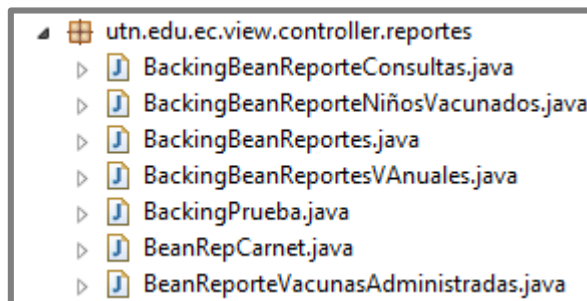 utn.edu.ec.view.controller.reportes
BackingBeanReporteConsultas.java
BackingBeanReporteNiñosVacunados.java
BackingBeanReportes.java
BackingBeanReportesVAnuales.java
BackingPrueba.java
BeanRepCarnet.java
BeanReporteVacunasAdministradas.java